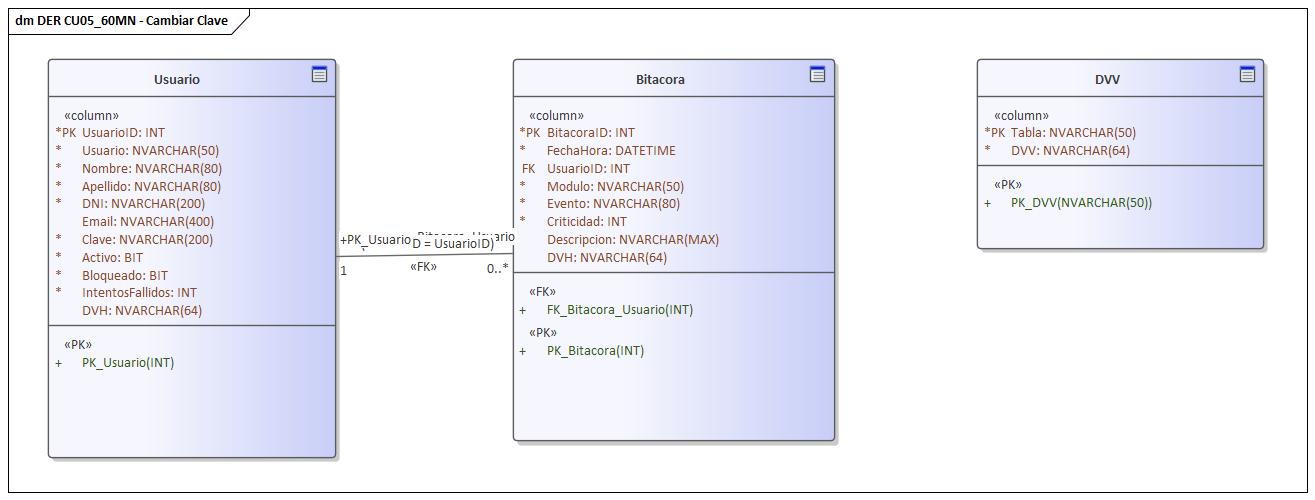 dm DER CU05_60MN - Cambiar Clave
Usuario
«column»
*PK UsuarioID: INT
* Usuario: NVARCHAR(50)
* Nombre: NVARCHAR(80)
* Apellido: NVARCHAR(80)
* DNI: NVARCHAR(200)
Email: NVARCHAR(400)
* Clave: NVARCHAR(200)
* Activo: BIT
* Bloqueado: BIT
* IntentosFallidos: INT
DVH: NVARCHAR(64)
«PK»
+ PK_Usuario(INT)
+PK_Usuario
D = UsuarioID)
1
«FK»
0..*
Bitacora
«column»
*PK BitacoraID: INT
* FechaHora: DATETIME
FK UsuarioID: INT
* Modulo: NVARCHAR(50)
* Evento: NVARCHAR(80)
* Criticidad: INT
Descripcion: NVARCHAR(MAX)
DVH: NVARCHAR(64)
«FK»
+ FK_Bitacora_Usuario(INT)
«PK»
+ PK_Bitacora(INT)
DVV
«column»
*PK Tabla: NVARCHAR(50)
* DVV: NVARCHAR(64)
«PK»
+ PK_DVV(NVARCHAR(50))